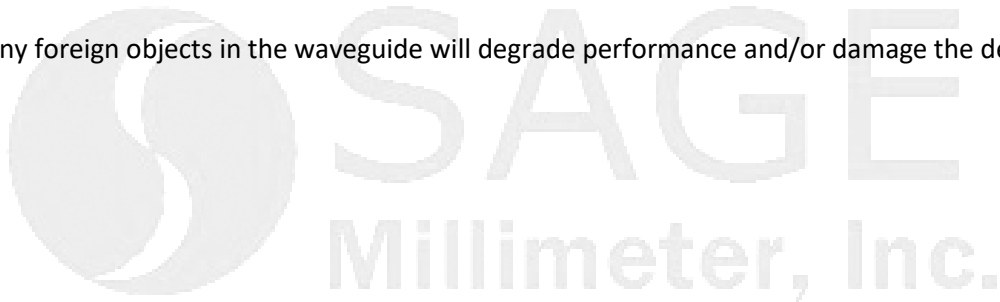 ny foreign objects in the waveguide will degrade performance and/or damage the de
SAGE
Millimeter, Inc.